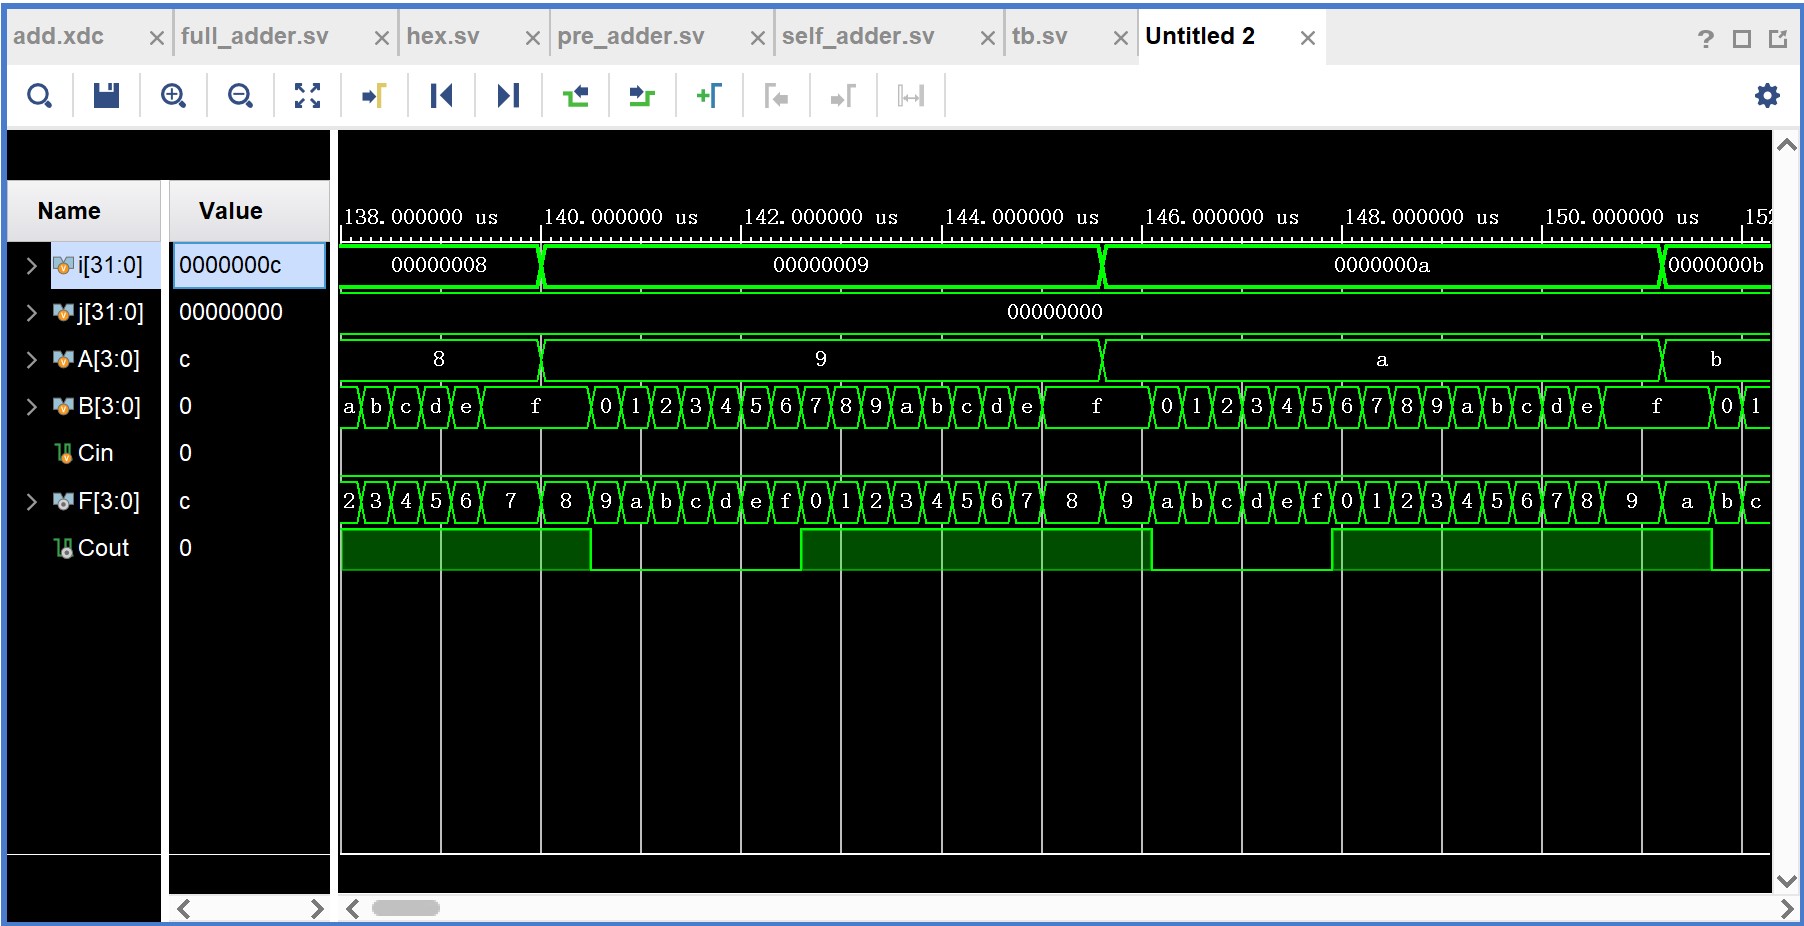 add.xdc full_adder.sv hex.sv pre_adder.sv self_adder.sv tb.sv Untitled 2 ?
Name Value
138.000000 us 140.000000 us 142.000000 us 144.000000 us 146.000000 us 148.000000 us 150.000000 us 152
i[31:0] 0000000c 00000008 00000009 0000000a 0000000b
j[31:0] 00000000 00000000
A[3:0] c 8 9 a b
B[3:0] 0 a b c d e f 0 1 2 3 4 5 6 7 8 9 a b c d e f 0 1 2 3 4 5 6 7 8 9 a b c d e f 0 1
Cin 0
F[3:0] c 2 3 4 5 6 7 8 9 a b c d e f 0 1 2 3 4 5 6 7 8 9 a b c d e f 0 1 2 3 4 5 6 7 8 9 a b c
Cout 0